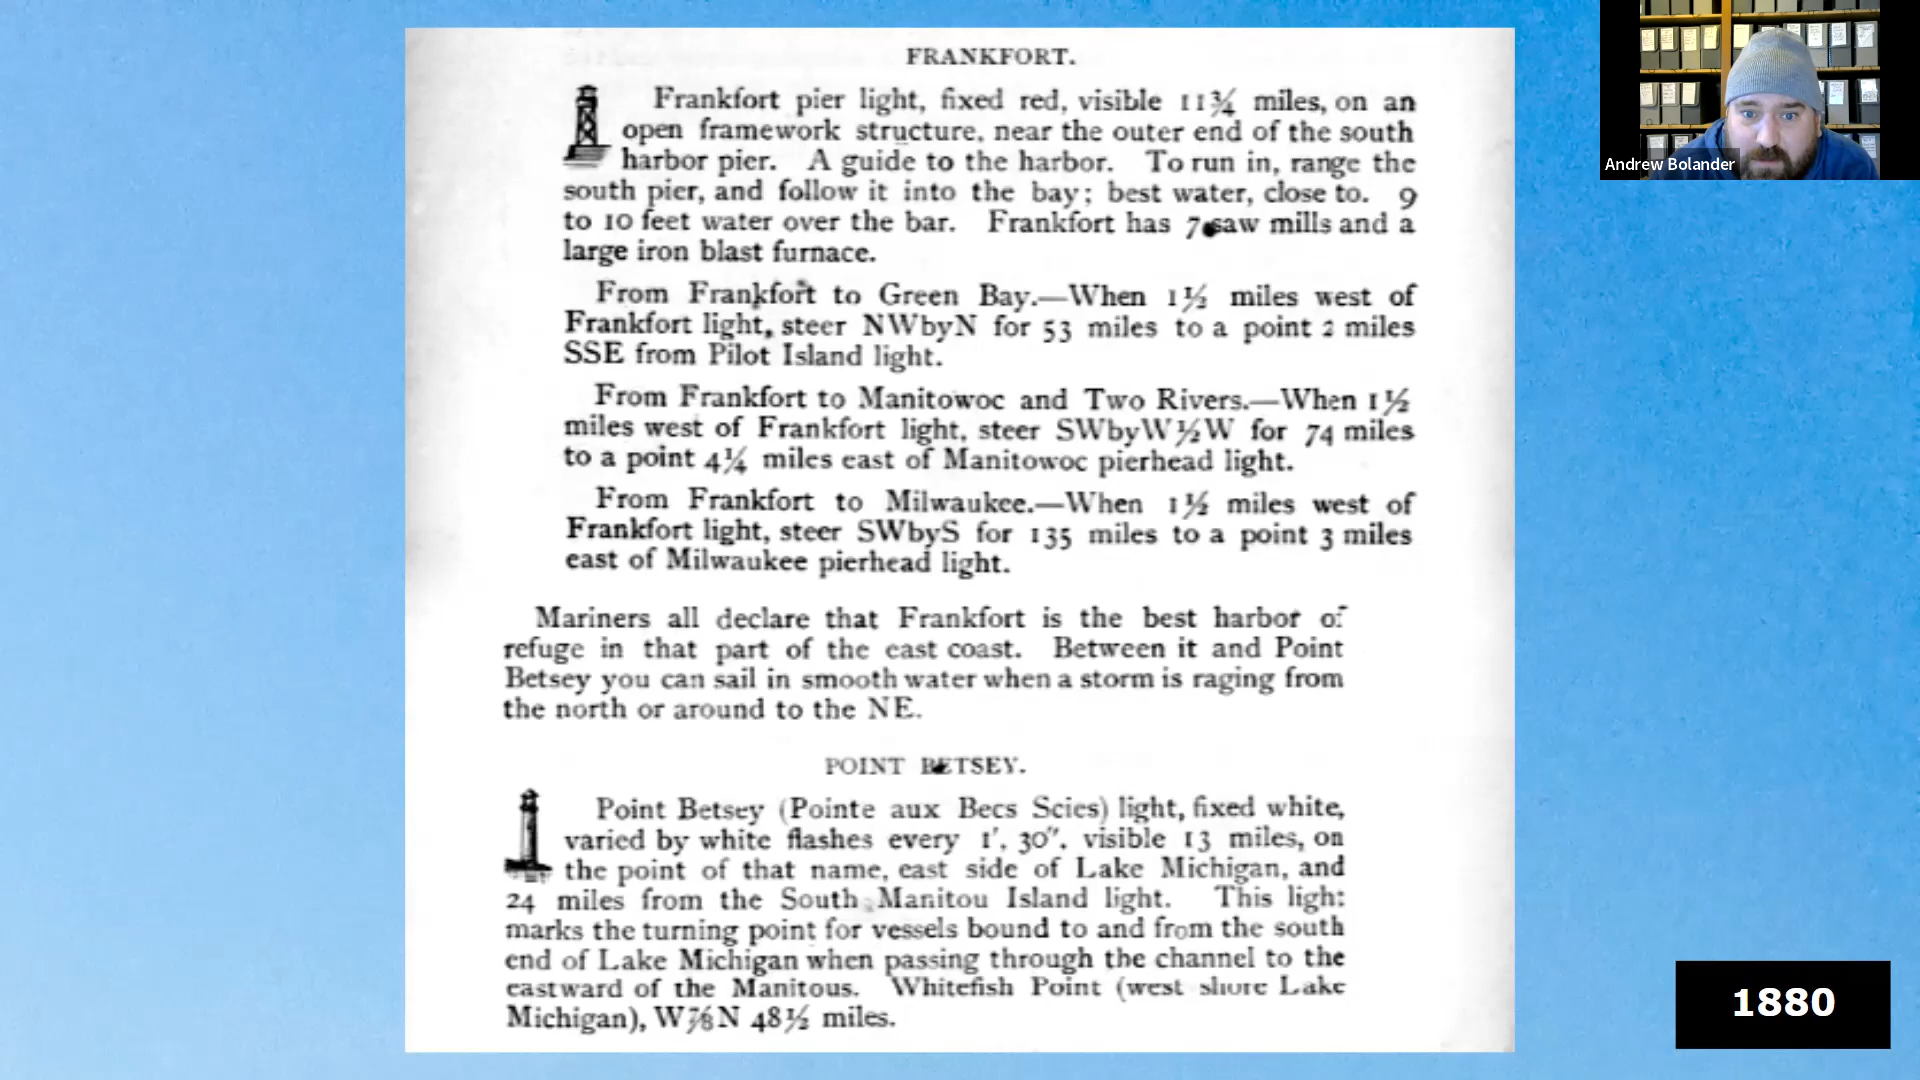 FRANKFORT.
Frankfort pier light, fixed red, visible 11¾ miles, on an
open framework structure, near the outer end of the south
harbor pier. A guide to the harbor. To run in, range the
south pier, and follow it into the bay; best water, close to. 9
to 10 feet water over the bar. Frankfort has 7 saw mills and a
large iron blast furnace.
From Frankfort to Green Bay.—When 1½ miles west of
Frankfort light, steer NWbyN for 53 miles to a point 2 miles
SSE from Pilot Island light.
From Frankfort to Manitowoc and Two Rivers.—When 1½
miles west of Frankfort light, steer SWbyW½W for 74 miles
to a point 4¼ miles east of Manitowoc pierhead light.
From Frankfort to Milwaukee.—When 1½ miles west of
Frankfort light, steer SWbyS for 135 miles to a point 3 miles
east of Milwaukee pierhead light.
Mariners all declare that Frankfort is the best harbor of
refuge in that part of the east coast. Between it and Point
Betsey you can sail in smooth water when a storm is raging from
the north or around to the NE.
POINT BETSEY.
Point Betsey (Pointe aux Becs Scies) light, fixed white,
varied by white flashes every 1', 30", visible 13 miles, on
the point of that name, east side of Lake Michigan, and
24 miles from the South Manitou Island light. This light
marks the turning point for vessels bound to and from the south
end of Lake Michigan when passing through the channel to the
eastward of the Manitous. Whitefish Point (west shore Lake
Michigan), W⅞N 48½ miles.
Andrew Bolander
1880